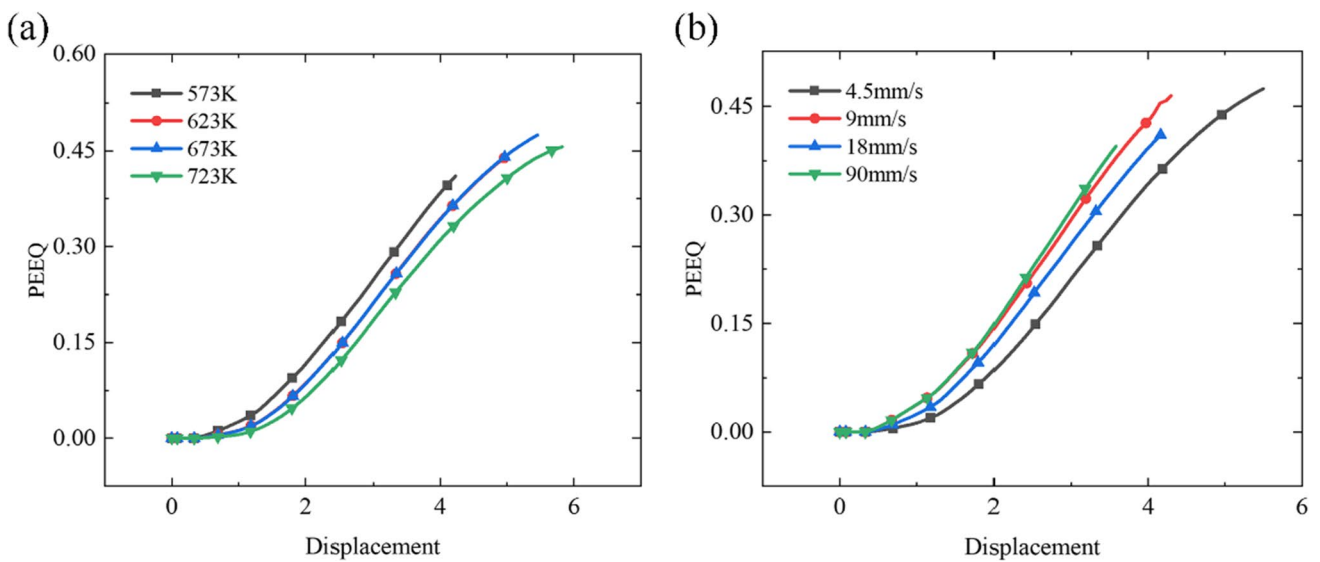 (a)
0.60
0.45
0.30
0.15
0.00
PEEQ
573K
623K
673K
723K
0
2
4
6
Displacement
(b)
0.45
0.30
0.15
0.00
PEEQ
4.5mm/s
9mm/s
18mm/s
90mm/s
0
2
4
6
Displacement